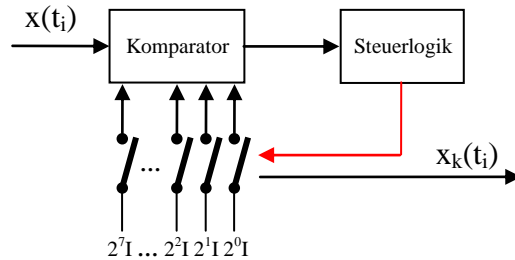 x(tᵢ)
Komparator
Steuerlogik
...
xₖ(tᵢ)
2⁷I ... 2²I 2¹I 2⁰I